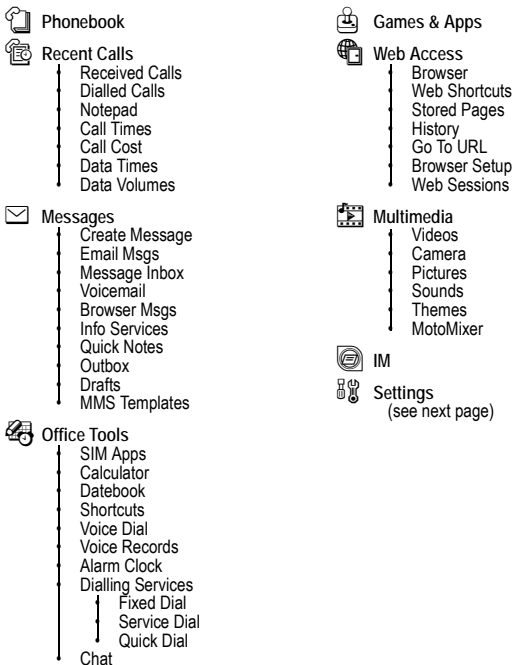 Phonebook
Recent Calls
Received Calls
Dialled Calls
Notepad
Call Times
Call Cost
Data Times
Data Volumes
Messages
Create Message
Email Msgs
Message Inbox
Voicemail
Browser Msgs
Info Services
Quick Notes
Outbox
Drafts
MMS Templates
Office Tools
SIM Apps
Calculator
Datebook
Shortcuts
Voice Dial
Voice Records
Alarm Clock
Dialling Services
Fixed Dial
Service Dial
Quick Dial
Chat
Games & Apps
Web Access
Browser
Web Shortcuts
Stored Pages
History
Go To URL
Browser Setup
Web Sessions
Multimedia
Videos
Camera
Pictures
Sounds
Themes
MotoMixer
IM
Settings
(see next page)